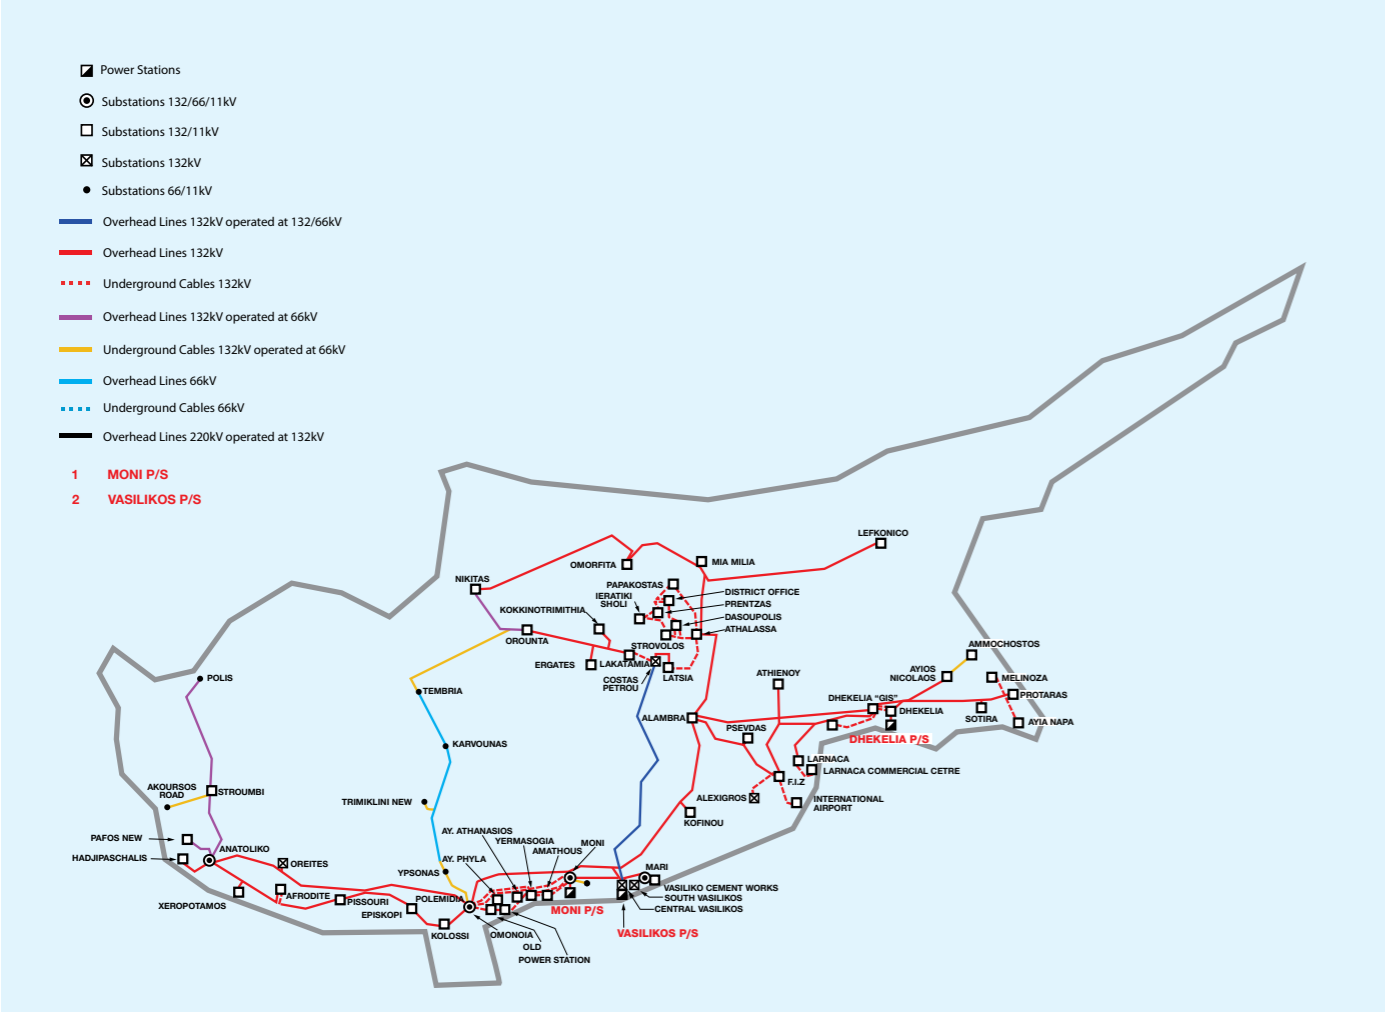 Power Stations
Substations 132/66/11kV
Substations 132/11kV
Substations 132kV
Substations 66/11kV
Overhead Lines 132kV operated at 132/66kV
Overhead Lines 132kV
Underground Cables 132kV
Overhead Lines 132kV operated at 66kV
Underground Cables 132kV operated at 66kV
Overhead Lines 66kV
Underground Cables 66kV
Overhead Lines 220kV operated at 132kV
1 MONI P/S
2 VASILIKOS P/S
LEFKONICO
OMORFITA
MIA MILIA
NIKITAS
PAPAKOSTAS
DISTRICT OFFICE
IERATIKI
SHOLI
PRENTZAS
KOKKINOTRIMITHIA
DASOUPOLIS
ATHALASSA
OROUNTA
STROVOLOS
AMMOCHOSTOS
ERGATES
LAKATAMIA
COSTAS
PETROU
LATSIA
ATHIENOY
AYIOS
NICOLAOS
MELINOZA
POLIS
TEMBRIA
DHEKELIA "GIS"
PROTARAS
DHEKELIA
ALAMBRA
SOTIRA
AYIA NAPA
PSEVDAS
DHEKELIA P/S
KARVOUNAS
LARNACA
LARNACA COMMERCIAL CETRE
F.I.Z
AKOURSOS
ROAD
STROUMBI
TRIMIKLINI NEW
ALEXIGROS
INTERNATIONAL
AIRPORT
KOFINOU
PAFOS NEW
AY. ATHANASIOS
YERMASOGIA
AMATHOUS
MONI
ANATOLIKO
HADJIPASCHALIS
OREITES
AY. PHYLA
MARI
YPSONAS
AFRODITE
PISSOURI
POLEMIDIA
VASILIKO CEMENT WORKS
SOUTH VASILIKOS
CENTRAL VASILIKOS
XEROPOTAMOS
EPISKOPI
MONI P/S
KOLOSSI
OMONOIA
VASILIKOS P/S
OLD
POWER STATION